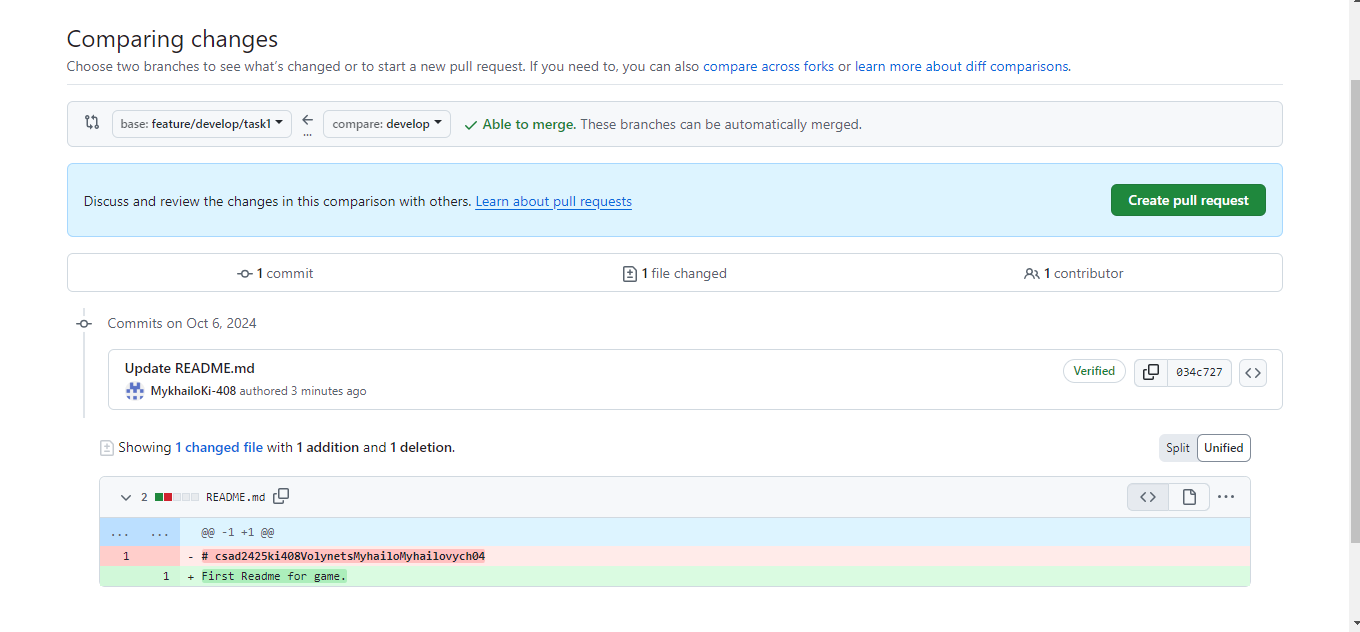 Comparing changes
Choose two branches to see what's changed or to start a new pull request. If you need to, you can also compare across forks or learn more about diff comparisons.
base: feature/develop/task1 ... compare: develop Able to merge. These branches can be automatically merged.
Discuss and review the changes in this comparison with others. Learn about pull requests Create pull request
1 commit 1 file changed 1 contributor
Commits on Oct 6, 2024
Update README.md Verified 034c727
MykhailoKi-408 authored 3 minutes ago
Showing 1 changed file with 1 addition and 1 deletion. Split Unified
2 README.md
... ... @@ -1 +1 @@
1 - # csad2425ki408VolynetsMyhailoMyhailovych04
1 + First Readme for game.